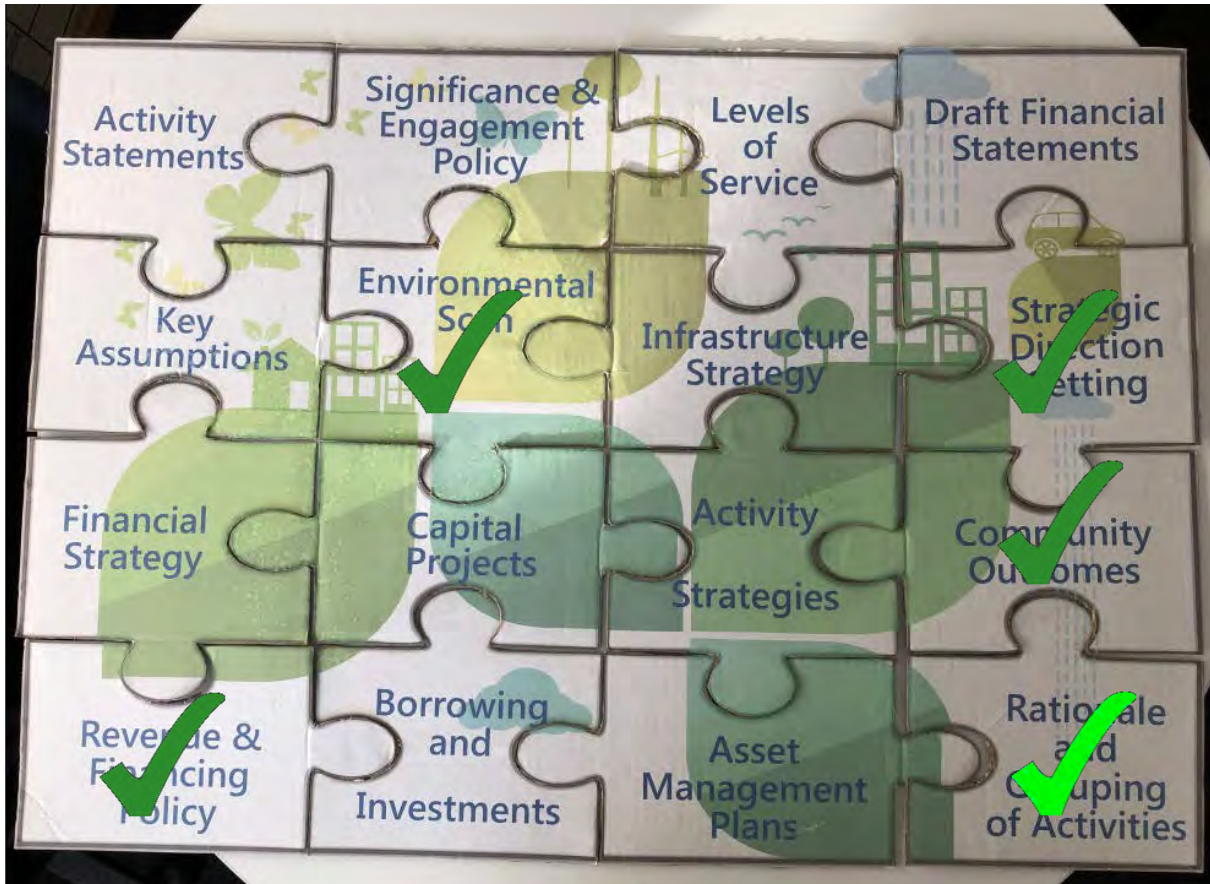 Activity
Statements
Significance &
Engagement
Policy
Levels
of
Service
Draft Financial
Statements
Key
Assumptions
Environmental
Scan
Infrastructure
Strategy
Strategic
Direction
Setting
Financial
Strategy
Capital
Projects
Activity
Strategies
Community
Outcomes
Revenue &
Financing
Policy
Borrowing
and
Investments
Asset
Management
Plans
Rationale
and
Grouping
of Activities